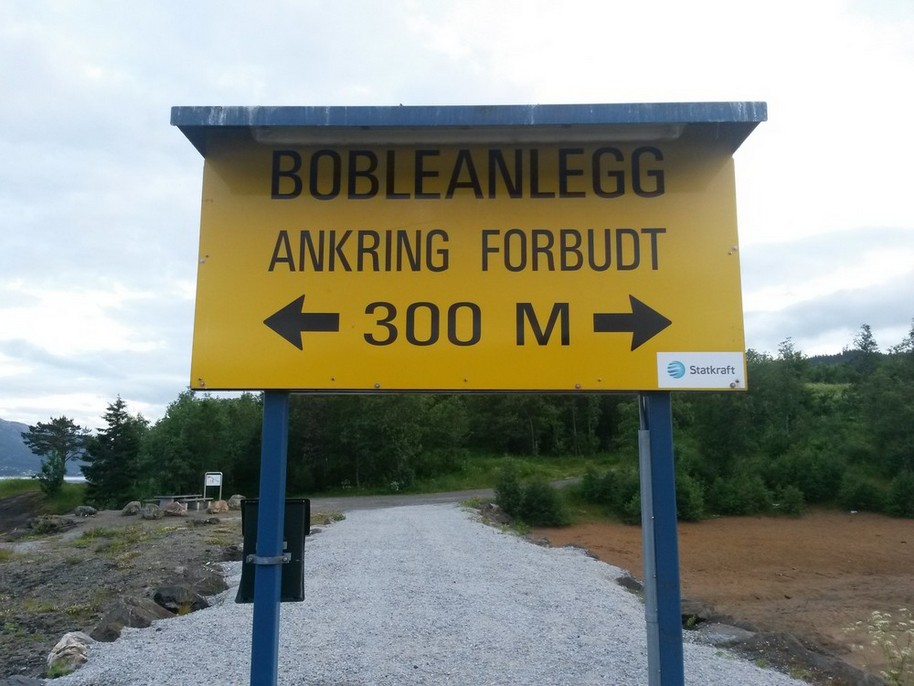 BOBLEANLEGG
ANKRING FORBUDT
300 M
Statkraft